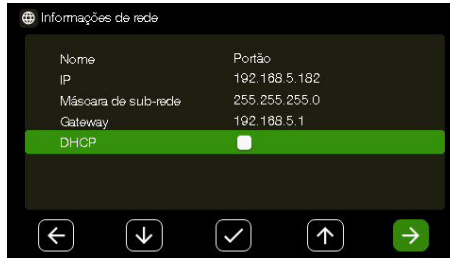 Informações de rede
Nome Portão
IP 192.168.5.182
Máscara de sub-rede 255.255.255.0
Gateway 192.168.5.1
DHCP